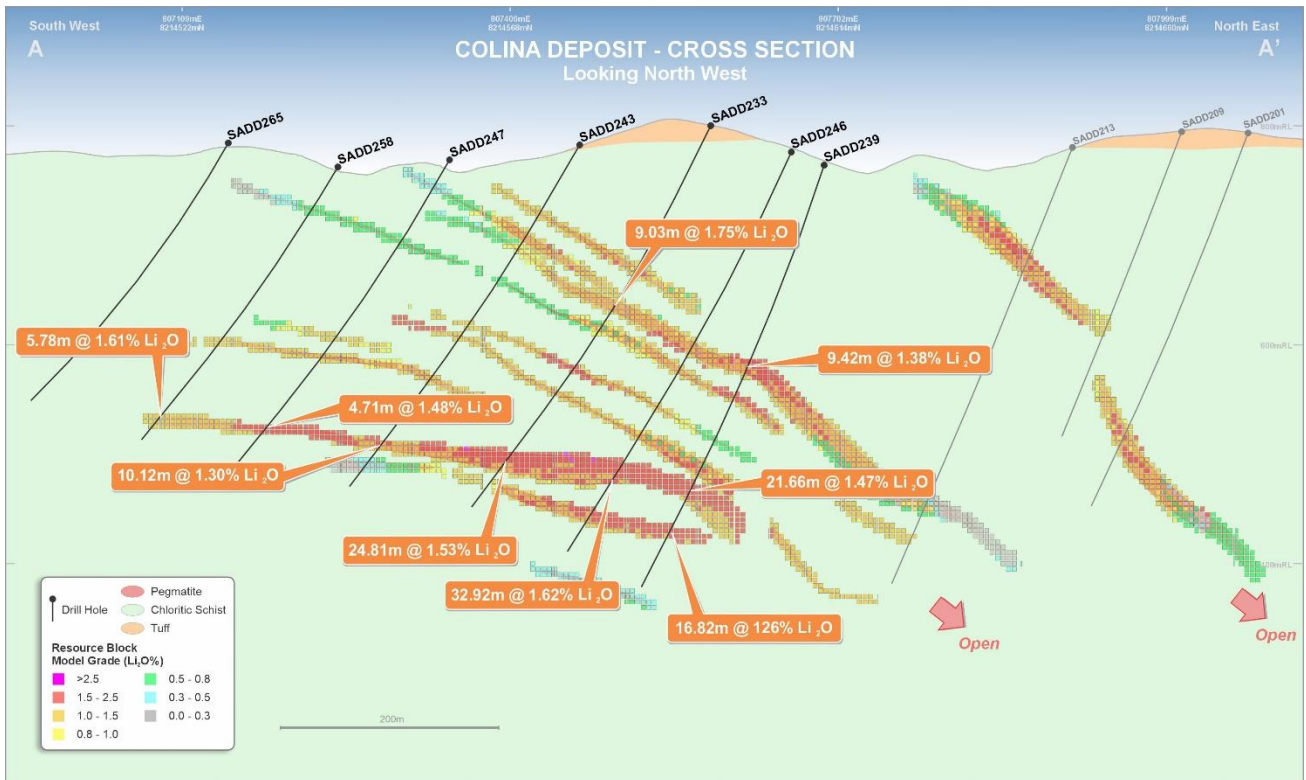 807109mE
8214522mN
807406mE
8214568mN
807702mE
8214614mN
807999mE
8214660mN
South West
North East
A
A’
COLINA DEPOSIT - CROSS SECTION
Looking North West
SADD265
SADD258
SADD247
SADD243
SADD233
SADD246
SADD239
SADD213
SADD209
SADD201
800mRL
9.03m @ 1.75% Li₂O
5.78m @ 1.61% Li₂O
600mRL
9.42m @ 1.38% Li₂O
4.71m @ 1.48% Li₂O
10.12m @ 1.30% Li₂O
21.66m @ 1.47% Li₂O
24.81m @ 1.53% Li₂O
32.92m @ 1.62% Li₂O
400mRL
16.82m @ 126% Li₂O
Open
Open
Drill Hole
Pegmatite
Chloritic Schist
Tuff
Resource Block
Model Grade (Li₂O%)
>2.5
1.5 - 2.5
1.0 - 1.5
0.8 - 1.0
0.5 - 0.8
0.3 - 0.5
0.0 - 0.3
200m